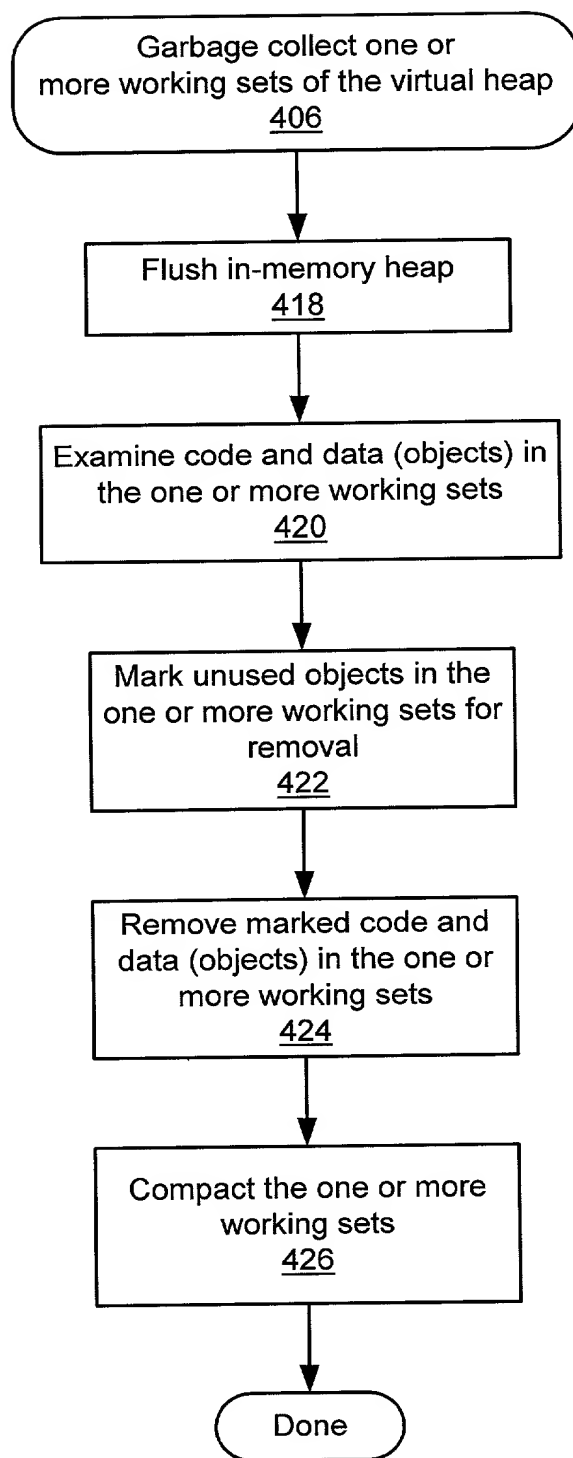 Garbage collect one or
more working sets of the virtual heap
406
Flush in-memory heap
418
Examine code and data (objects) in
the one or more working sets
420
Mark unused objects in the
one or more working sets for
removal
422
Remove marked code and
data (objects) in the one or
more working sets
424
Compact the one or more
working sets
426
Done